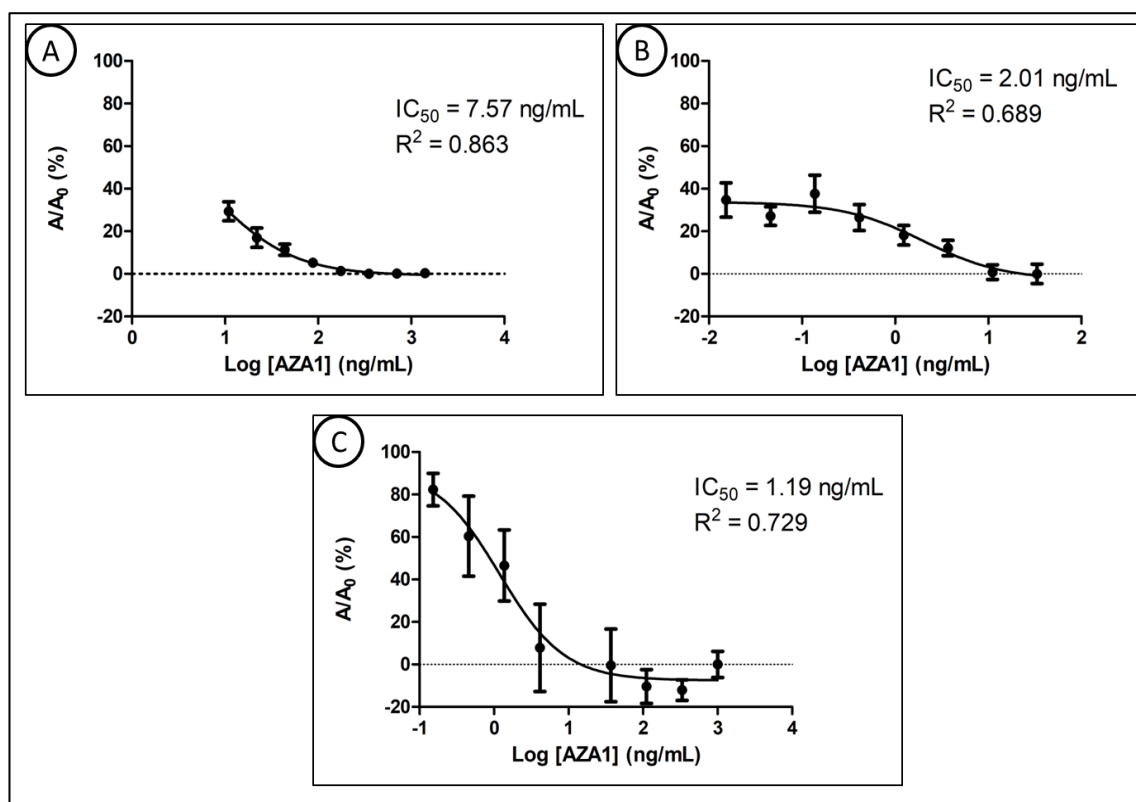 A
100
80
60
40
20
0
-20
A/A0 (%)
IC50 = 7.57 ng/mL
R2 = 0.863
0 1 2 3 4
Log [AZA1] (ng/mL)
B
100
80
60
40
20
0
-20
A/A0 (%)
IC50 = 2.01 ng/mL
R2 = 0.689
-2 -1 0 1 2
Log [AZA1] (ng/mL)
C
100
80
60
40
20
0
-20
A/A0 (%)
IC50 = 1.19 ng/mL
R2 = 0.729
-1 0 1 2 3 4
Log [AZA1] (ng/mL)